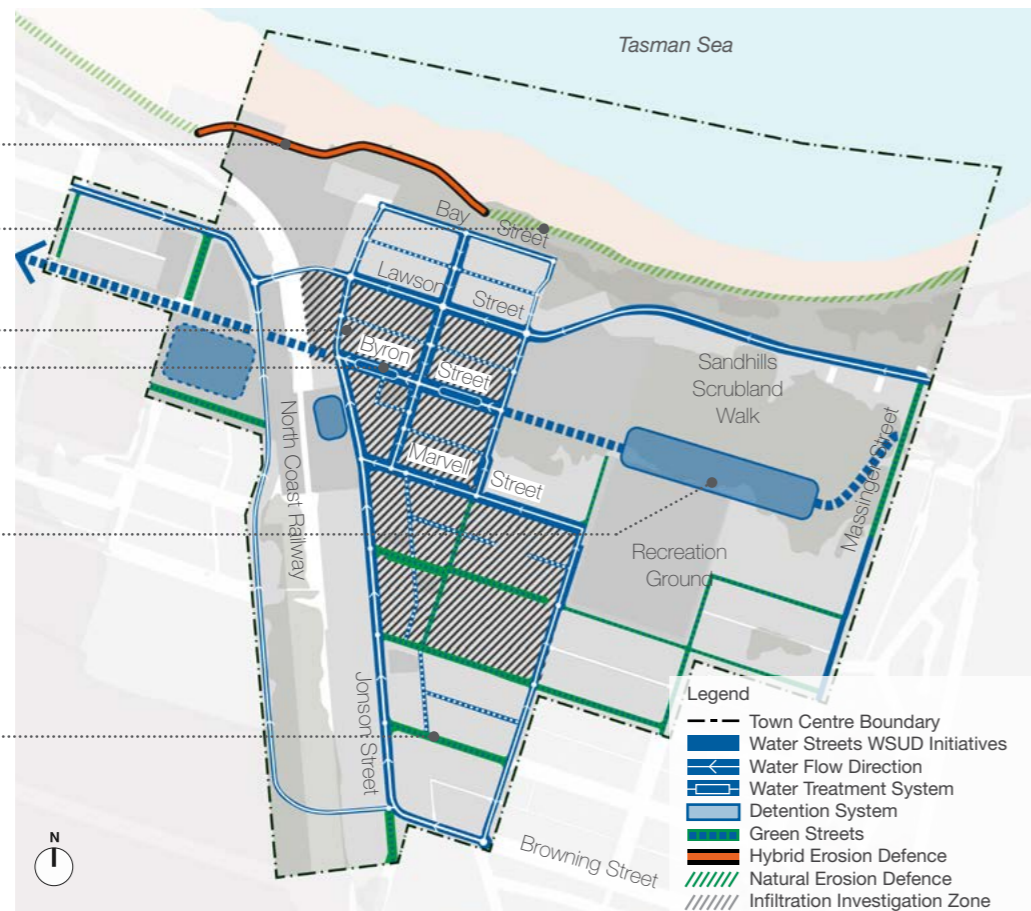 Tasman Sea
Bay
Street
Lawson
Street
Byron
Street
Sandhills
Scrubland
Walk
North Coast Railway
Marvell
Street
Massinger Street
Recreation
Ground
Jonson Street
Browning Street
N
Legend
Town Centre Boundary
Water Streets WSUD Initiatives
Water Flow Direction
Water Treatment System
Detention System
Green Streets
Hybrid Erosion Defence
Natural Erosion Defence
Infiltration Investigation Zone